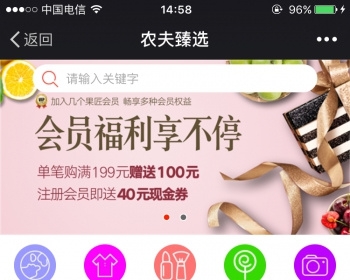 中国电信
14:58
96%
返回
农夫臻选
请输入关键字
加入几个果匠会员 畅享多种会员权益
会员福利享不停
单笔购满199元赠送100元
注册会员即送40元现金券